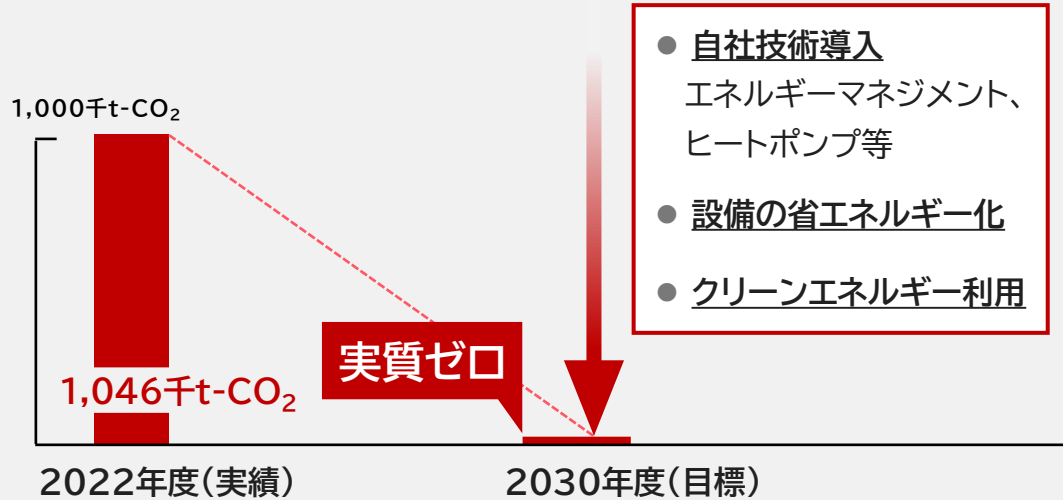 1,000千t-CO₂
1,046千t-CO₂
実質ゼロ
2022年度(実績)
2030年度(目標)
● 自社技術導入
エネルギーマネジメント、
ヒートポンプ等
● 設備の省エネルギー化
● クリーンエネルギー利用